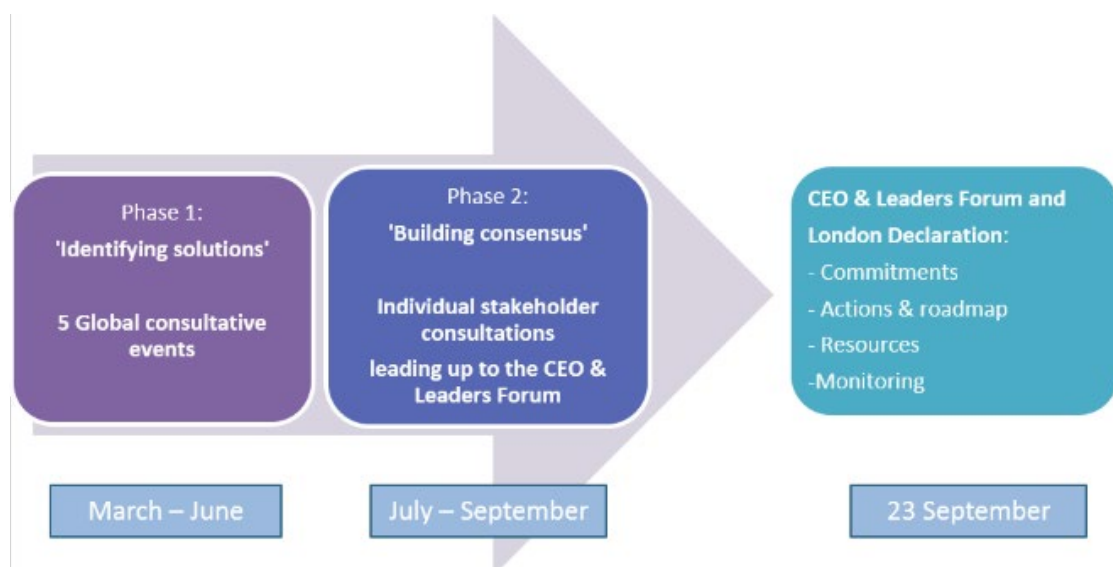 Phase 1:
'Identifying solutions'
5 Global consultative
events
Phase 2:
'Building consensus'
Individual stakeholder
consultations
leading up to the CEO &
Leaders Forum
CEO & Leaders Forum and
London Declaration:
- Commitments
- Actions & roadmap
- Resources
-Monitoring
March – June
July – September
23 September